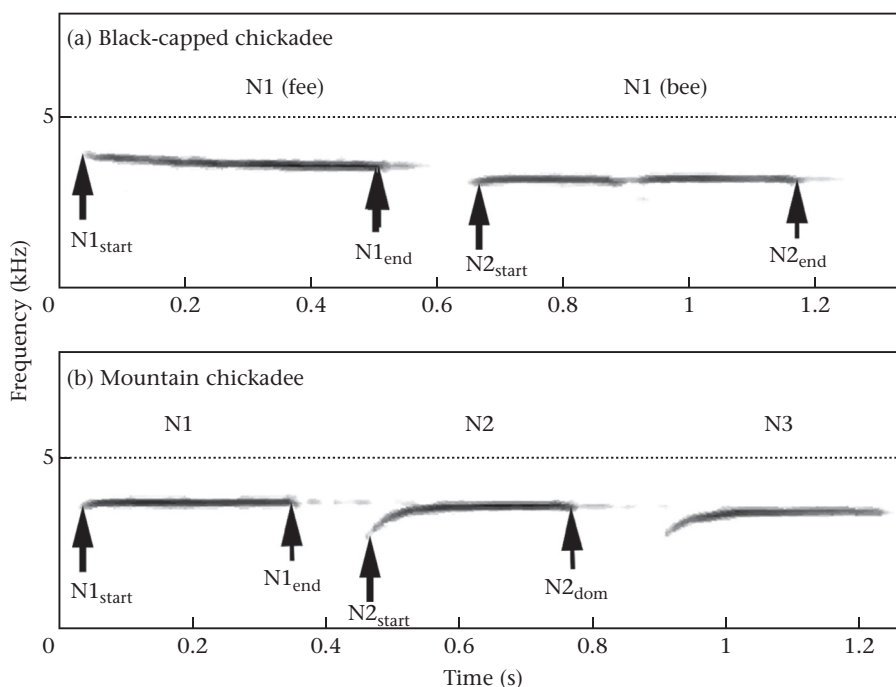 (a) Black-capped chickadee
N1 (fee) N1 (bee)
5
N1start N1end N2start N2end
0 0.2 0.4 0.6 0.8 1 1.2
Frequency (kHz)
(b) Mountain chickadee
N1 N2 N3
5
N1start N1end N2start N2dom
0 0.2 0.4 0.6 0.8 1 1.2
Time (s)